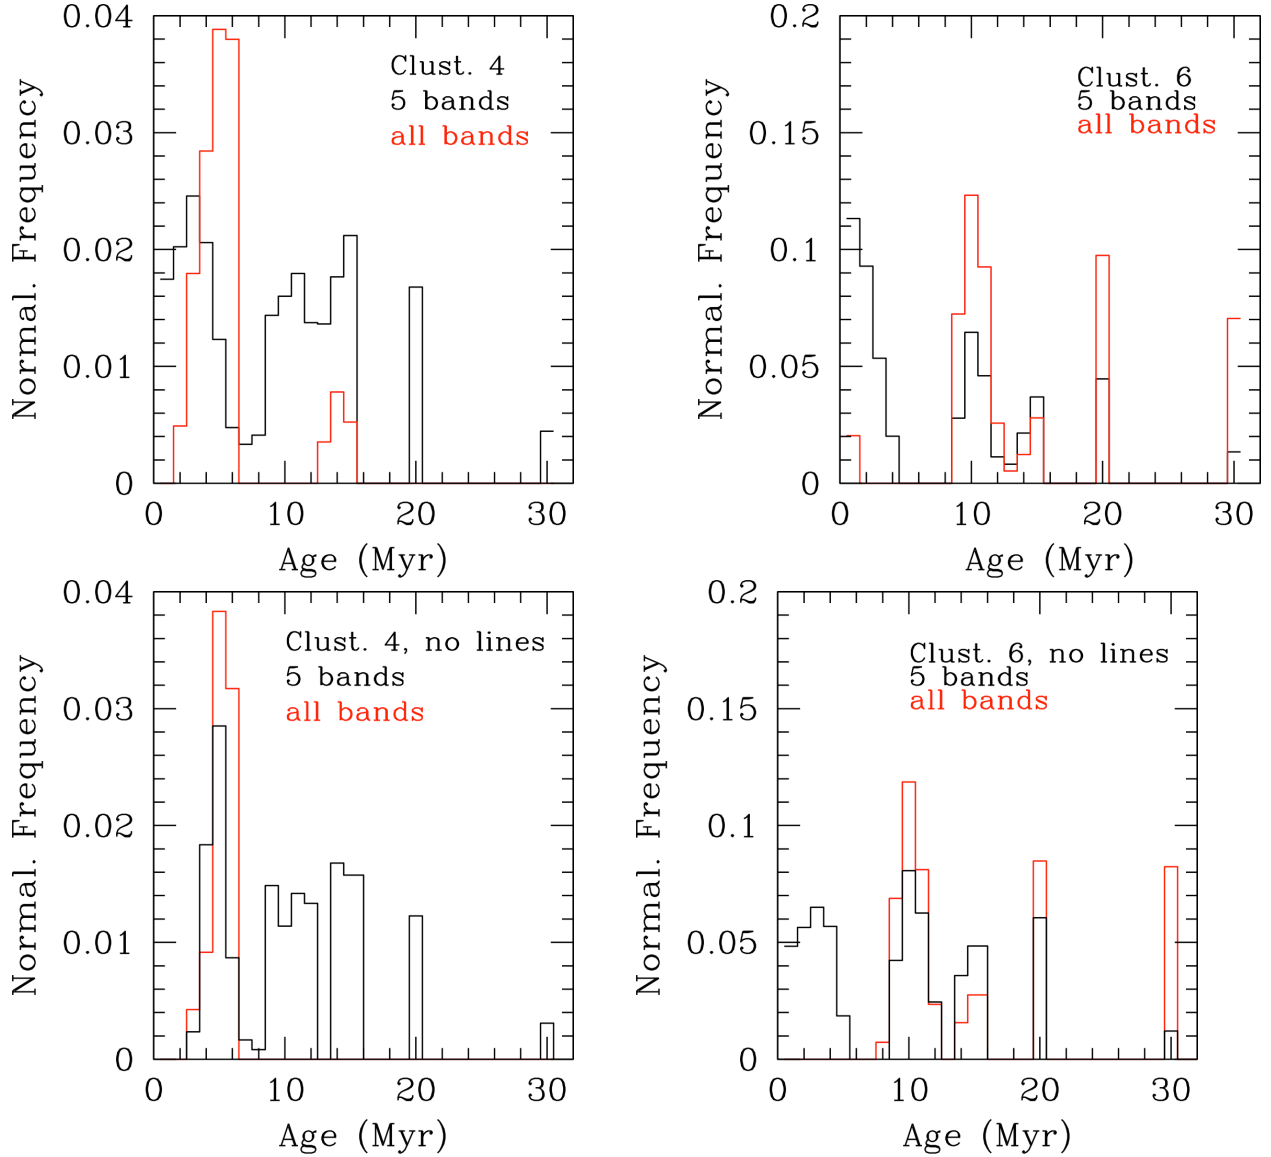 0.04
0.03
0.02
0.01
0
Normal. Frequency
Clust. 4
5 bands
all bands
0 10 20 30
Age (Myr)
0.2
0.15
0.1
0.05
0
Normal. Frequency
Clust. 6
5 bands
all bands
0 10 20 30
Age (Myr)
0.04
0.03
0.02
0.01
0
Normal. Frequency
Clust. 4, no lines
5 bands
all bands
0 10 20 30
Age (Myr)
0.2
0.15
0.1
0.05
0
Normal. Frequency
Clust. 6, no lines
5 bands
all bands
0 10 20 30
Age (Myr)